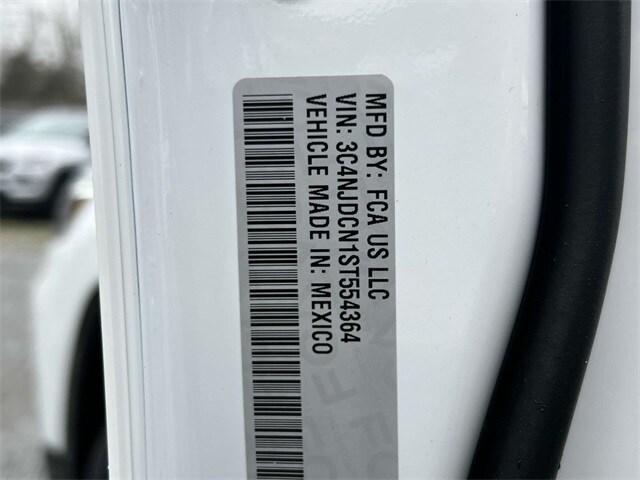 MFD BY: FCA US LLC
VIN: 3C4NJDCN1ST554364
VEHICLE MADE IN: MEXICO